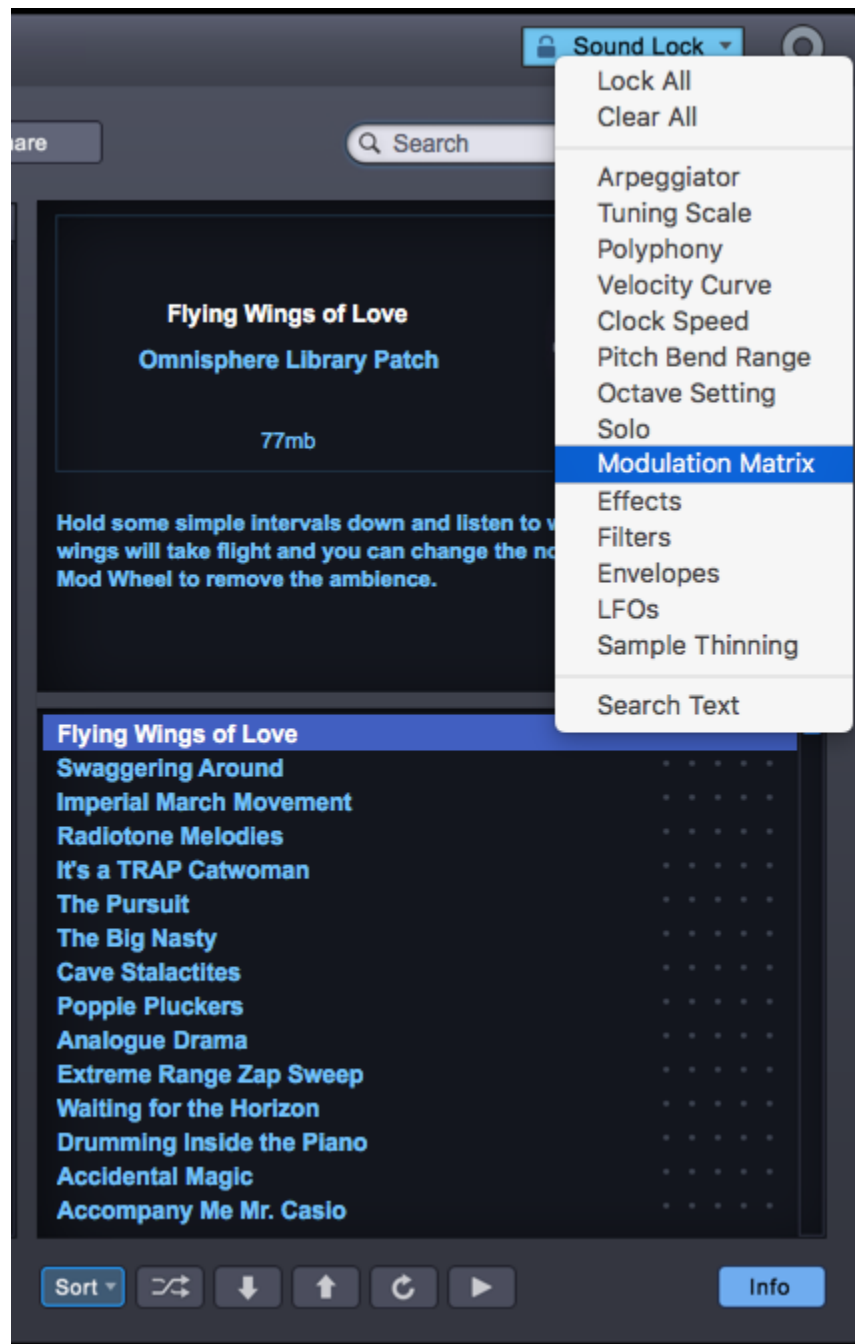 Sound Lock
Lock All
Clear All
Arpeggiator
Tuning Scale
Polyphony
Velocity Curve
Clock Speed
Pitch Bend Range
Octave Setting
Solo
Modulation Matrix
Effects
Filters
Envelopes
LFOs
Sample Thinning
Search Text
Search
Flying Wings of Love
Omnisphere Library Patch
77mb
Hold some simple intervals down and listen to
wings will take flight and you can change the
Mod Wheel to remove the ambience.
Flying Wings of Love
Swaggering Around
Imperial March Movement
Radiotone Melodies
It's a TRAP Catwoman
The Pursuit
The Big Nasty
Cave Stalactites
Poppie Pluckers
Analogue Drama
Extreme Range Zap Sweep
Waiting for the Horizon
Drumming Inside the Piano
Accidental Magic
Accompany Me Mr. Casio
Sort
Info